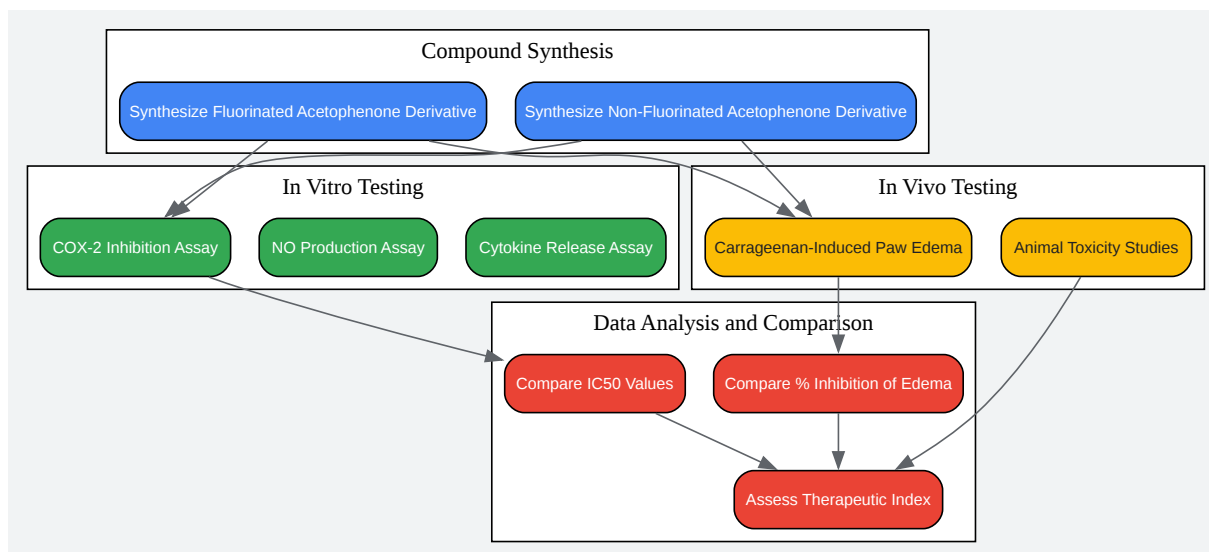 Compound Synthesis
Synthesize Fluorinated Acetophenone Derivative
Synthesize Non-Fluorinated Acetophenone Derivative
In Vitro Testing
COX-2 Inhibition Assay
NO Production Assay
Cytokine Release Assay
In Vivo Testing
Carrageenan-Induced Paw Edema
Animal Toxicity Studies
Data Analysis and Comparison
Compare IC50 Values
Compare % Inhibition of Edema
Assess Therapeutic Index